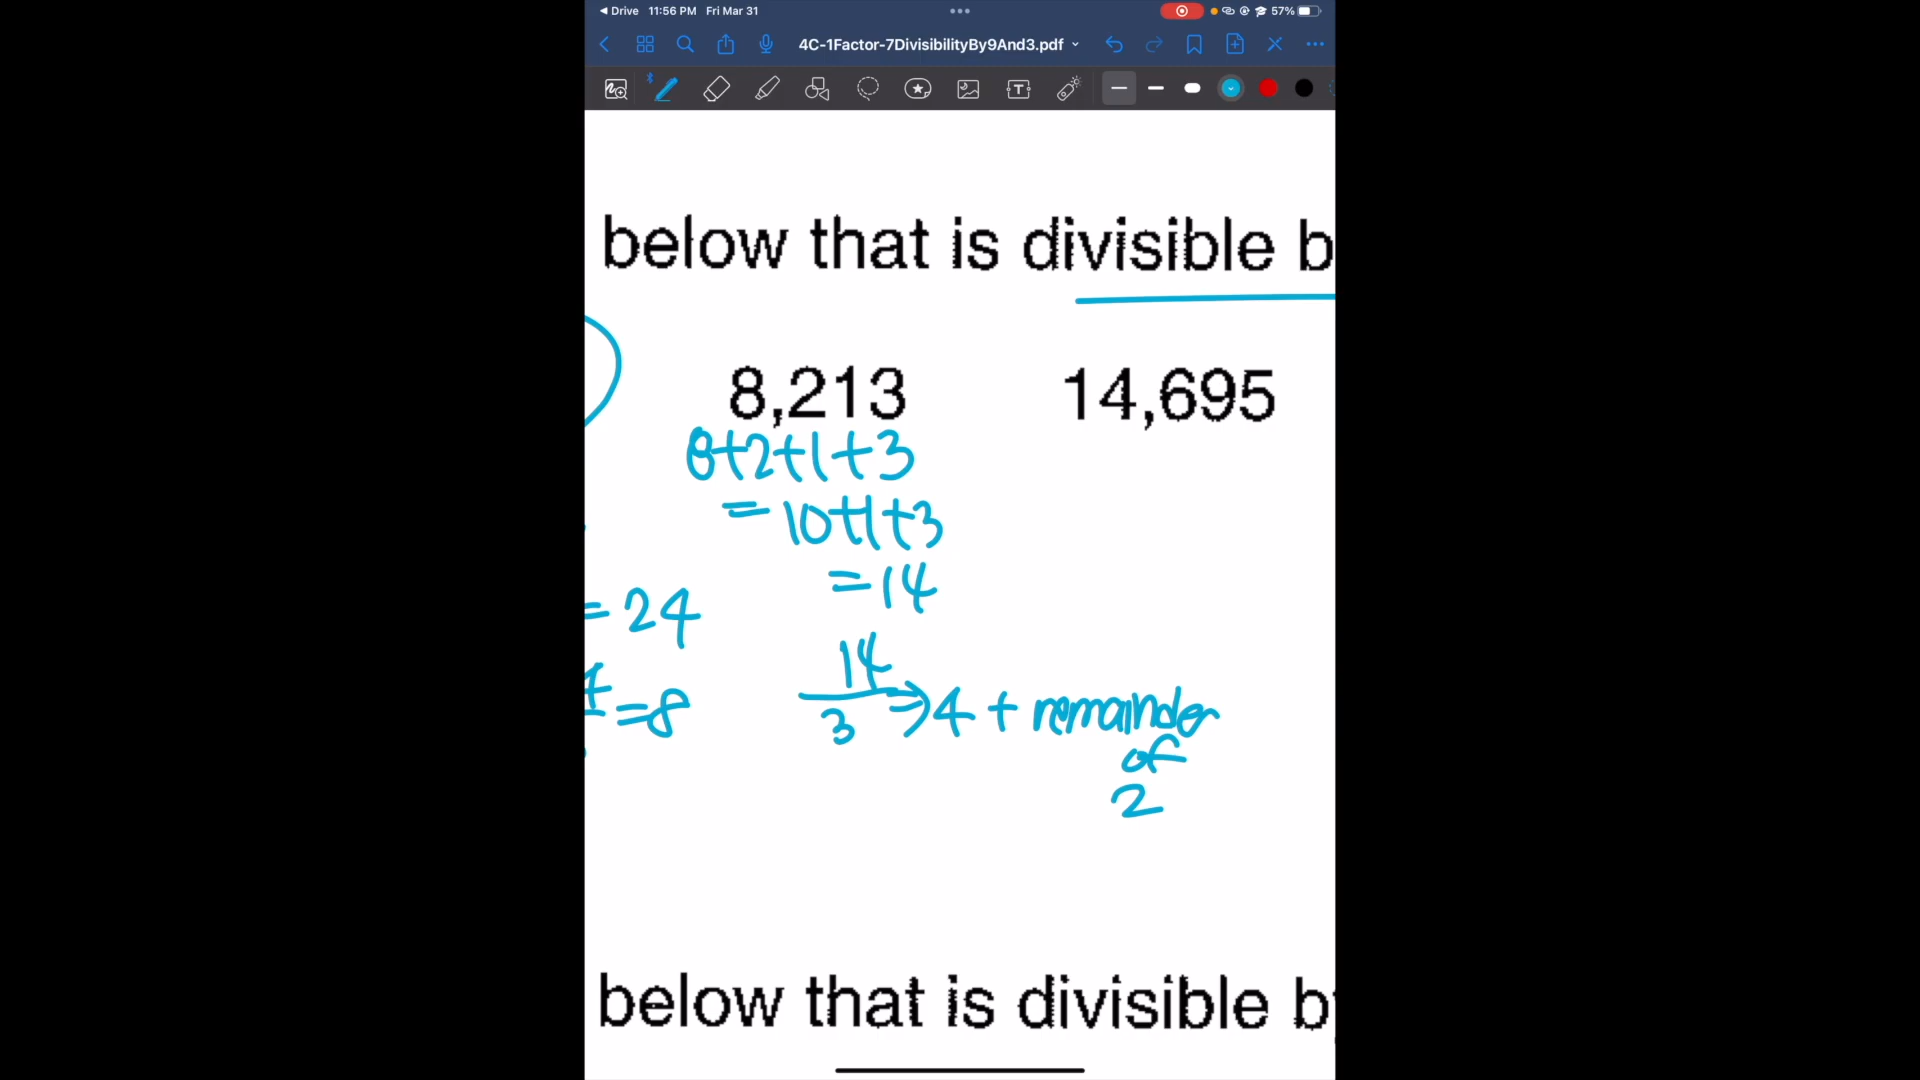 Drive 11:56 PM Fri Mar 31
57%
4C-1Factor-7DivisibilityBy9And3.pdf
below that is divisible b
8,213 14,695
8+2+1+3
=10+1+3
=14
=24
=8
14
3
4 + remainder
of
2
below that is divisible b